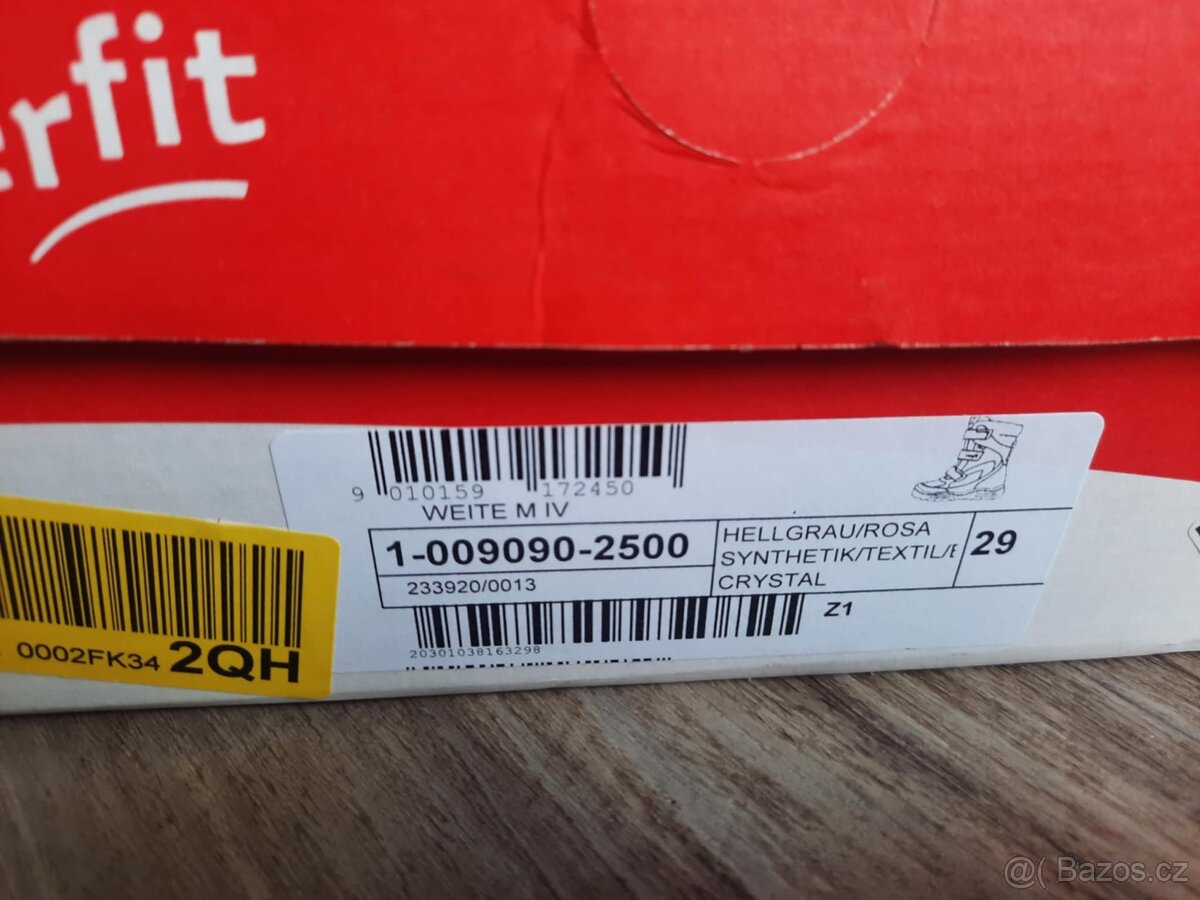 erfit
9 010159 172450
WEITE M IV
1-009090-2500
233920/0013
HELLGRAU/ROSA
SYNTHETIK/TEXTIL/E
CRYSTAL
29
Z1
20301038163298
0002FK34 2QH
@( Bazos.cz